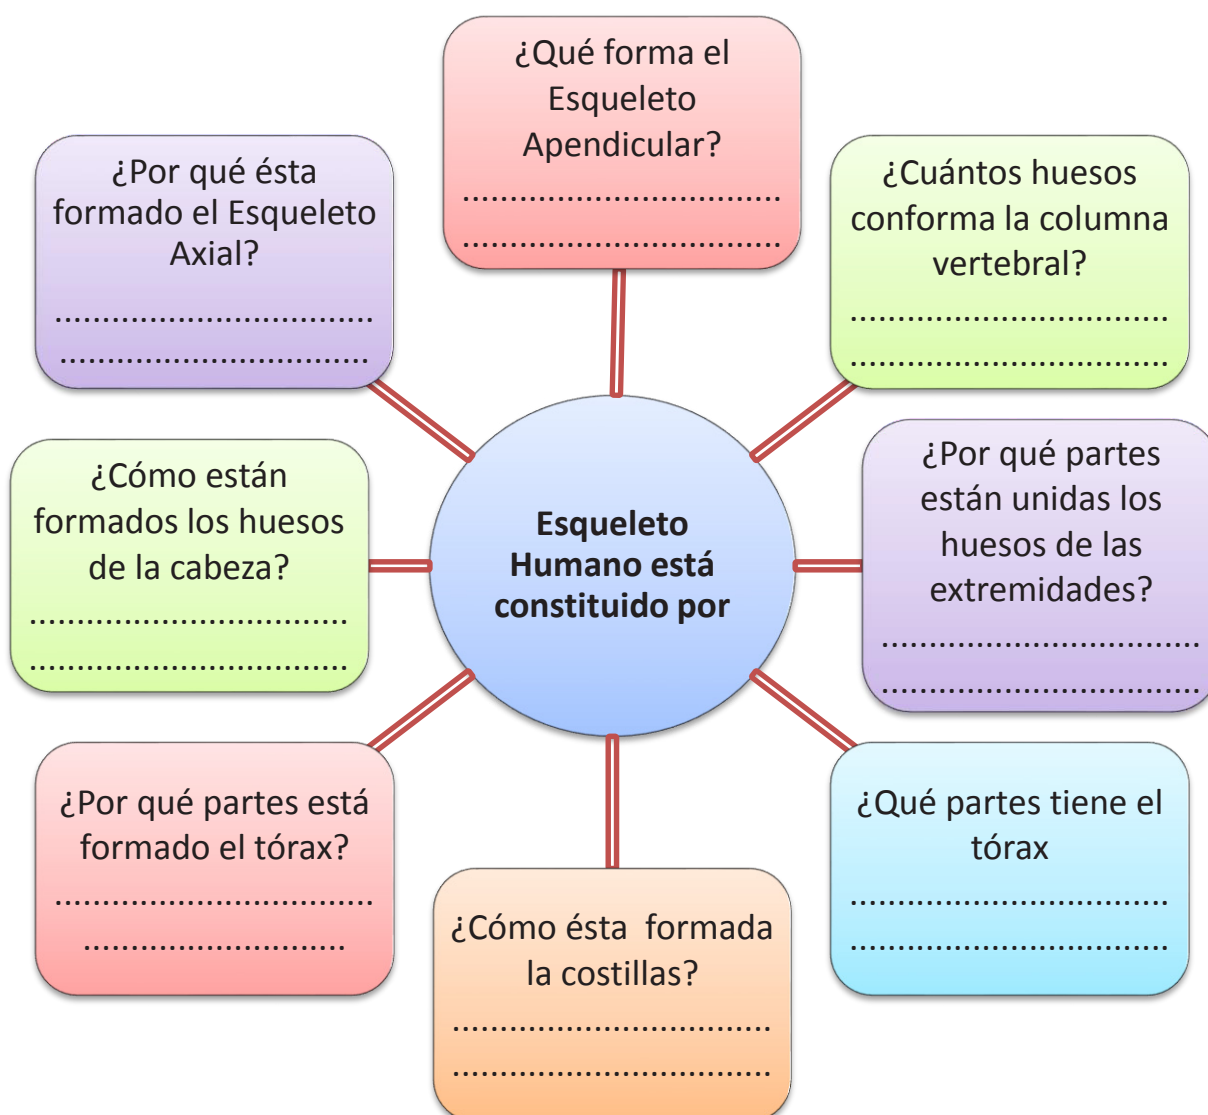 ¿Qué forma el
Esqueleto
Apendicular?
.................................
.................................
¿Por qué ésta
formado el Esqueleto
Axial?
.................................
................................
¿Cuántos huesos
conforma la columna
vertebral?
.................................
.................................
¿Cómo están
formados los huesos
de la cabeza?
.................................
.................................
Esqueleto
Humano está
constituido por
¿Por qué partes
están unidas los
huesos de las
extremidades?
.................................
.................................
¿Por qué partes está
formado el tórax?
.................................
...........................
¿Qué partes tiene el
tórax
.................................
.................................
¿Cómo ésta  formada
la costillas?
.................................
.................................